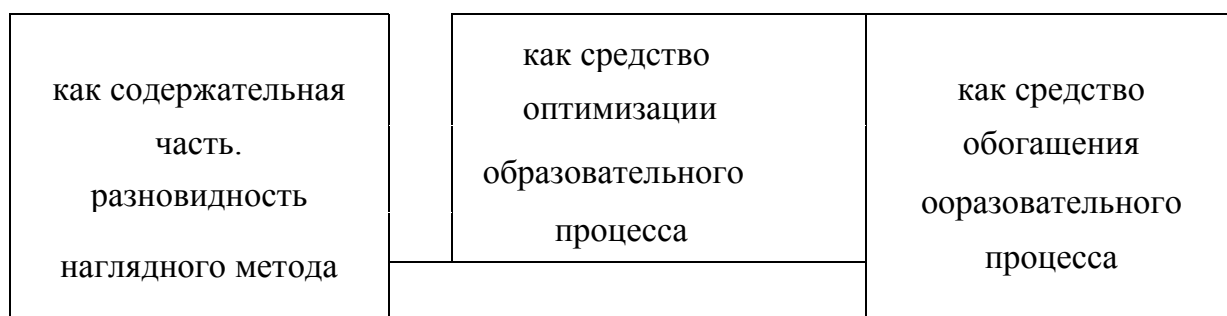 как содержательная
часть.
разновидность
наглядного метода
как средство
оптимизации
образовательного
процесса
как средство
обогащения
ооразовательного
процесса